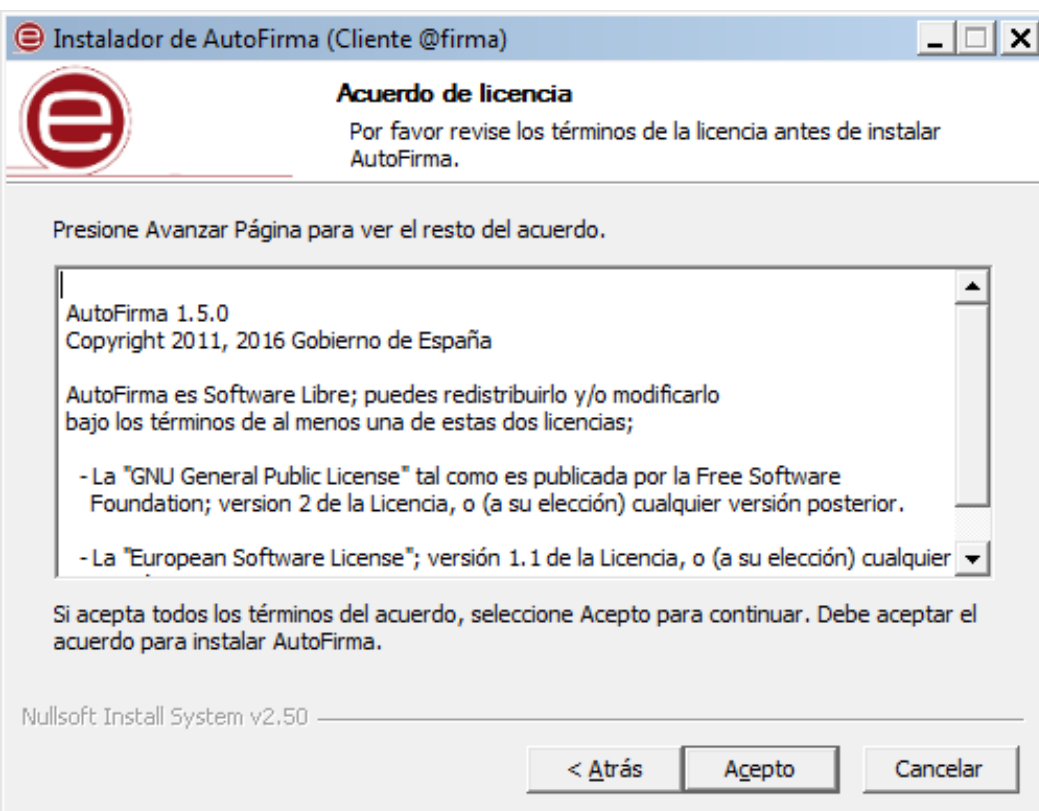 Instalador de AutoFirma (Cliente @firma)
Acuerdo de licencia
Por favor revise los términos de la licencia antes de instalar
AutoFirma.
Presione Avanzar Página para ver el resto del acuerdo.
AutoFirma 1.5.0
Copyright 2011, 2016 Gobierno de España
AutoFirma es Software Libre; puedes redistribuirlo y/o modificarlo
bajo los términos de al menos una de estas dos licencias;
- La "GNU General Public License" tal como es publicada por la Free Software
Foundation; version 2 de la Licencia, o (a su elección) cualquier versión posterior.
- La "European Software License"; versión 1.1 de la Licencia, o (a su elección) cualquier
Si acepta todos los términos del acuerdo, seleccione Acepto para continuar. Debe aceptar el
acuerdo para instalar AutoFirma.
Nullsoft Install System v2.50
< Atrás
Acepto
Cancelar